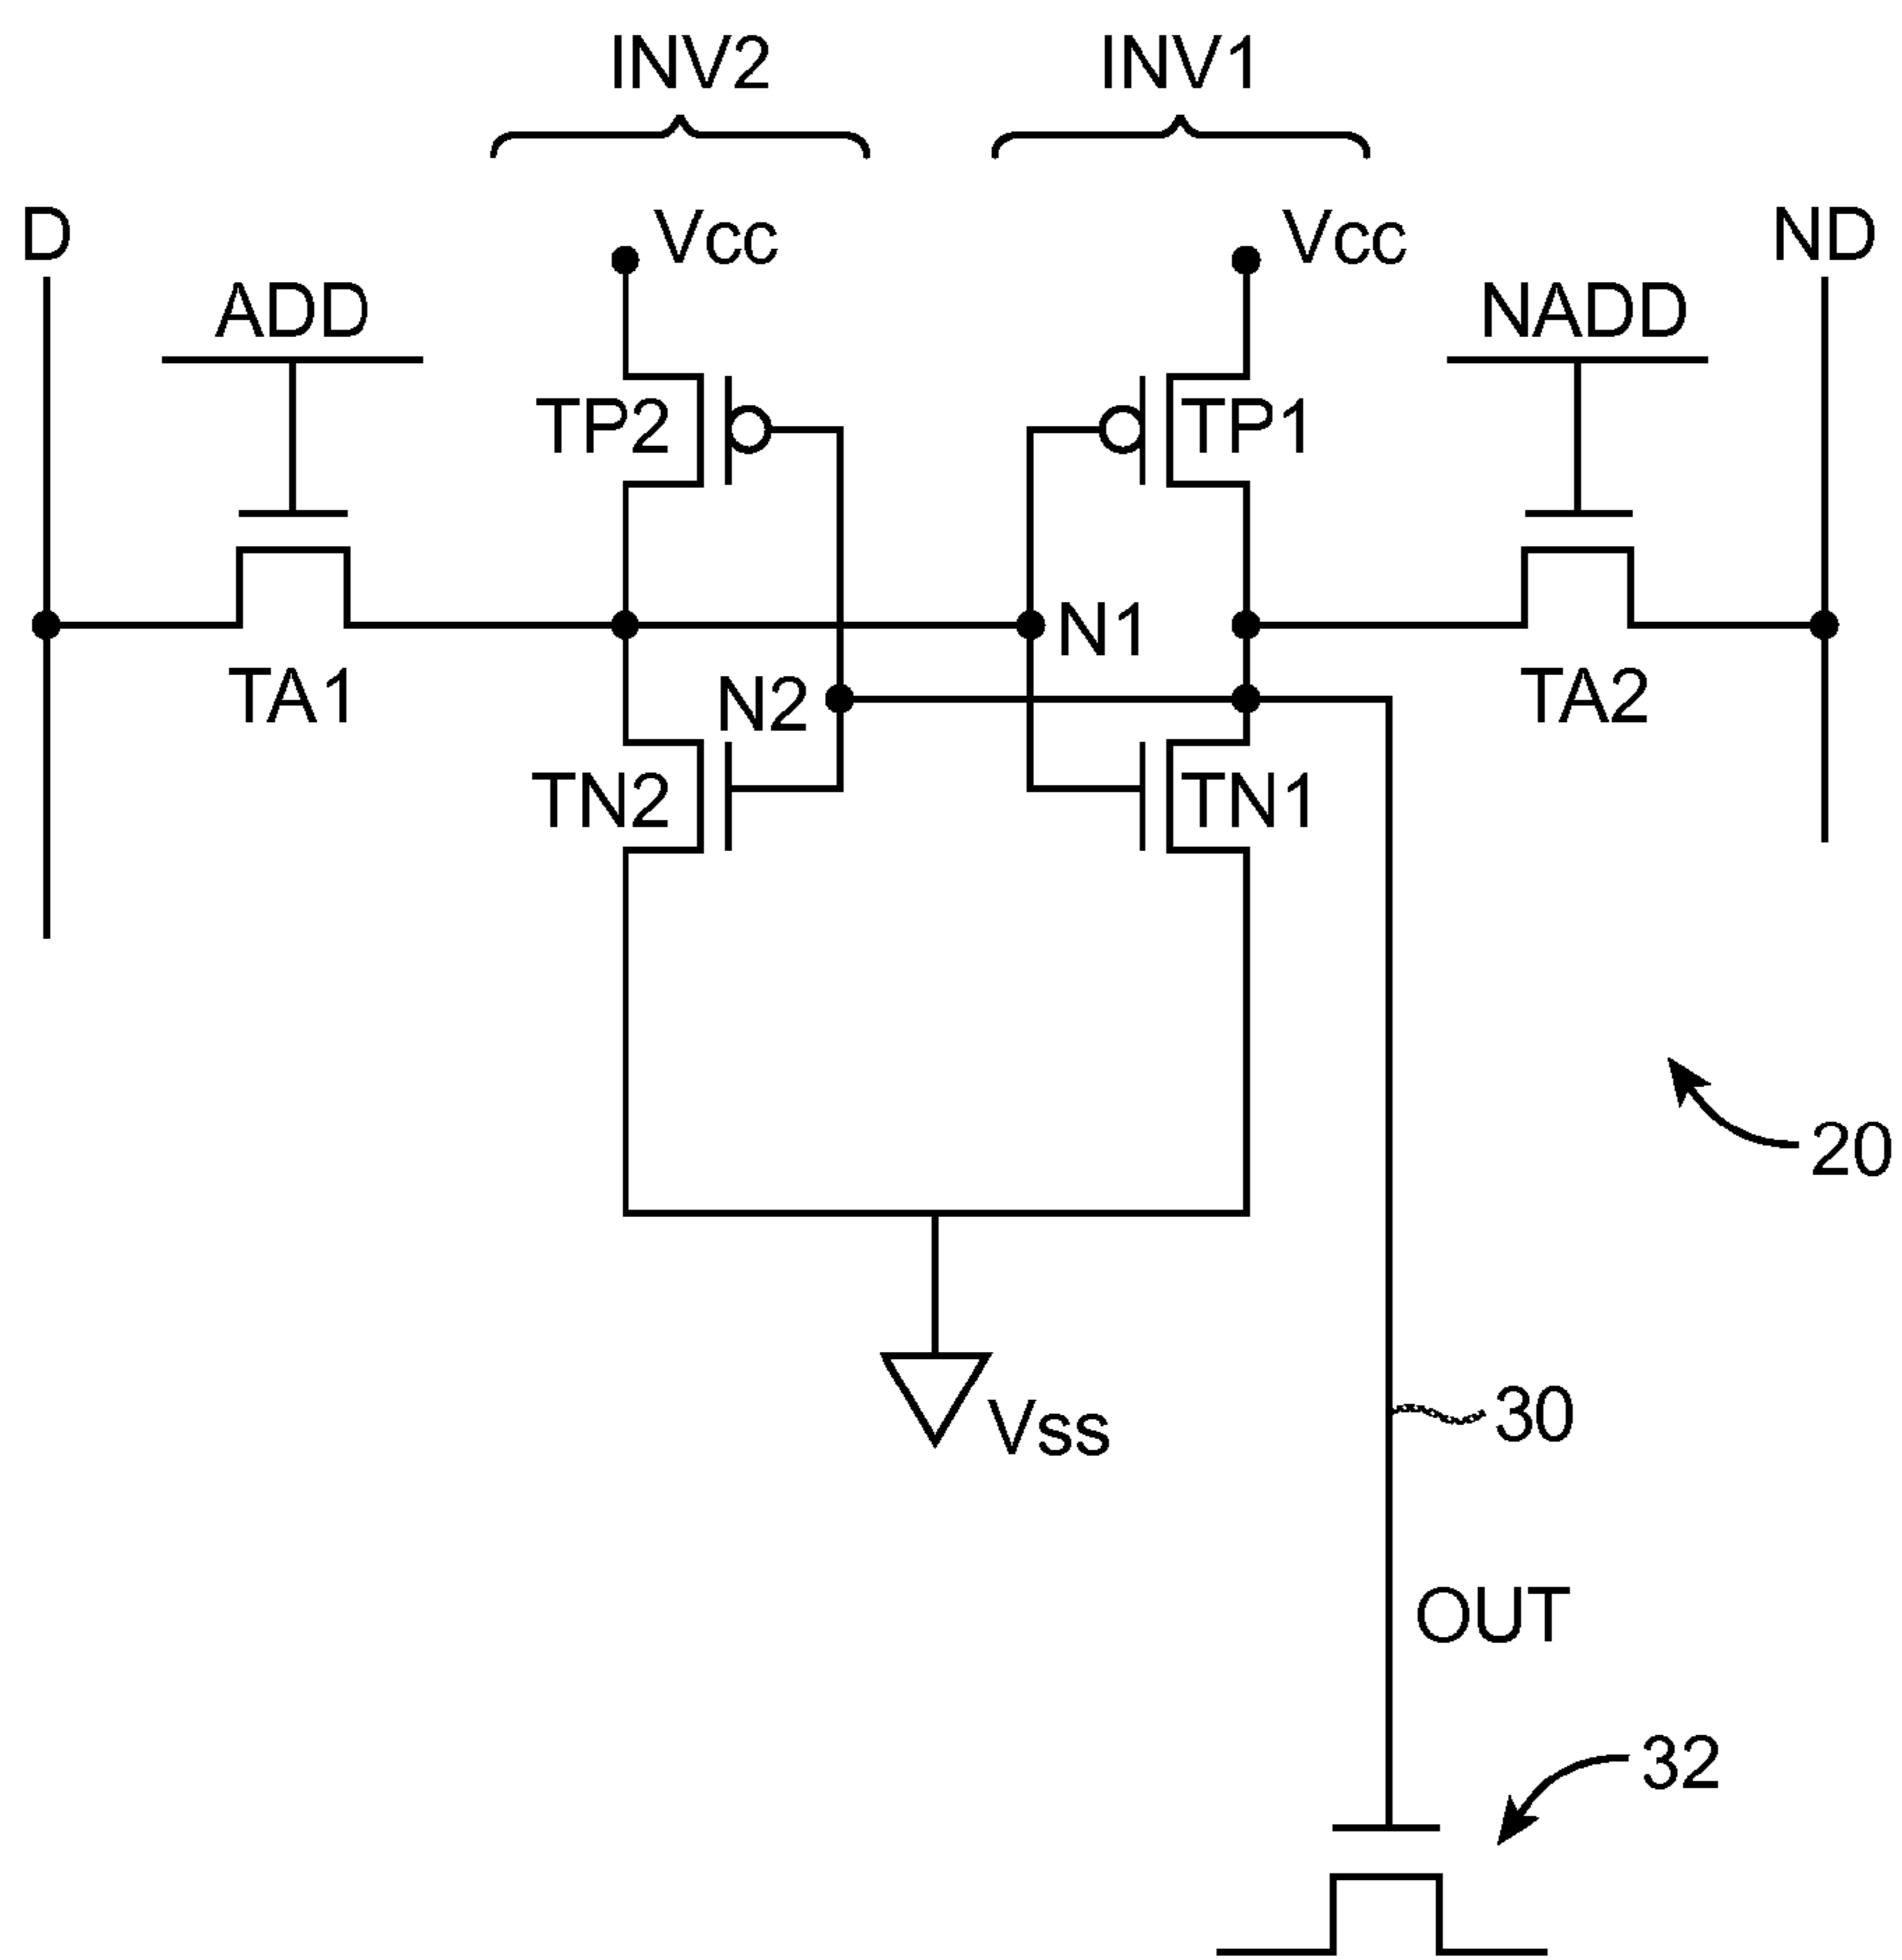 INV2 INV1
D Vcc Vcc ND
ADD NADD
TP2 TP1
N1
TA1 N2 TA2
TN2 TN1
20
Vss 30
OUT
32